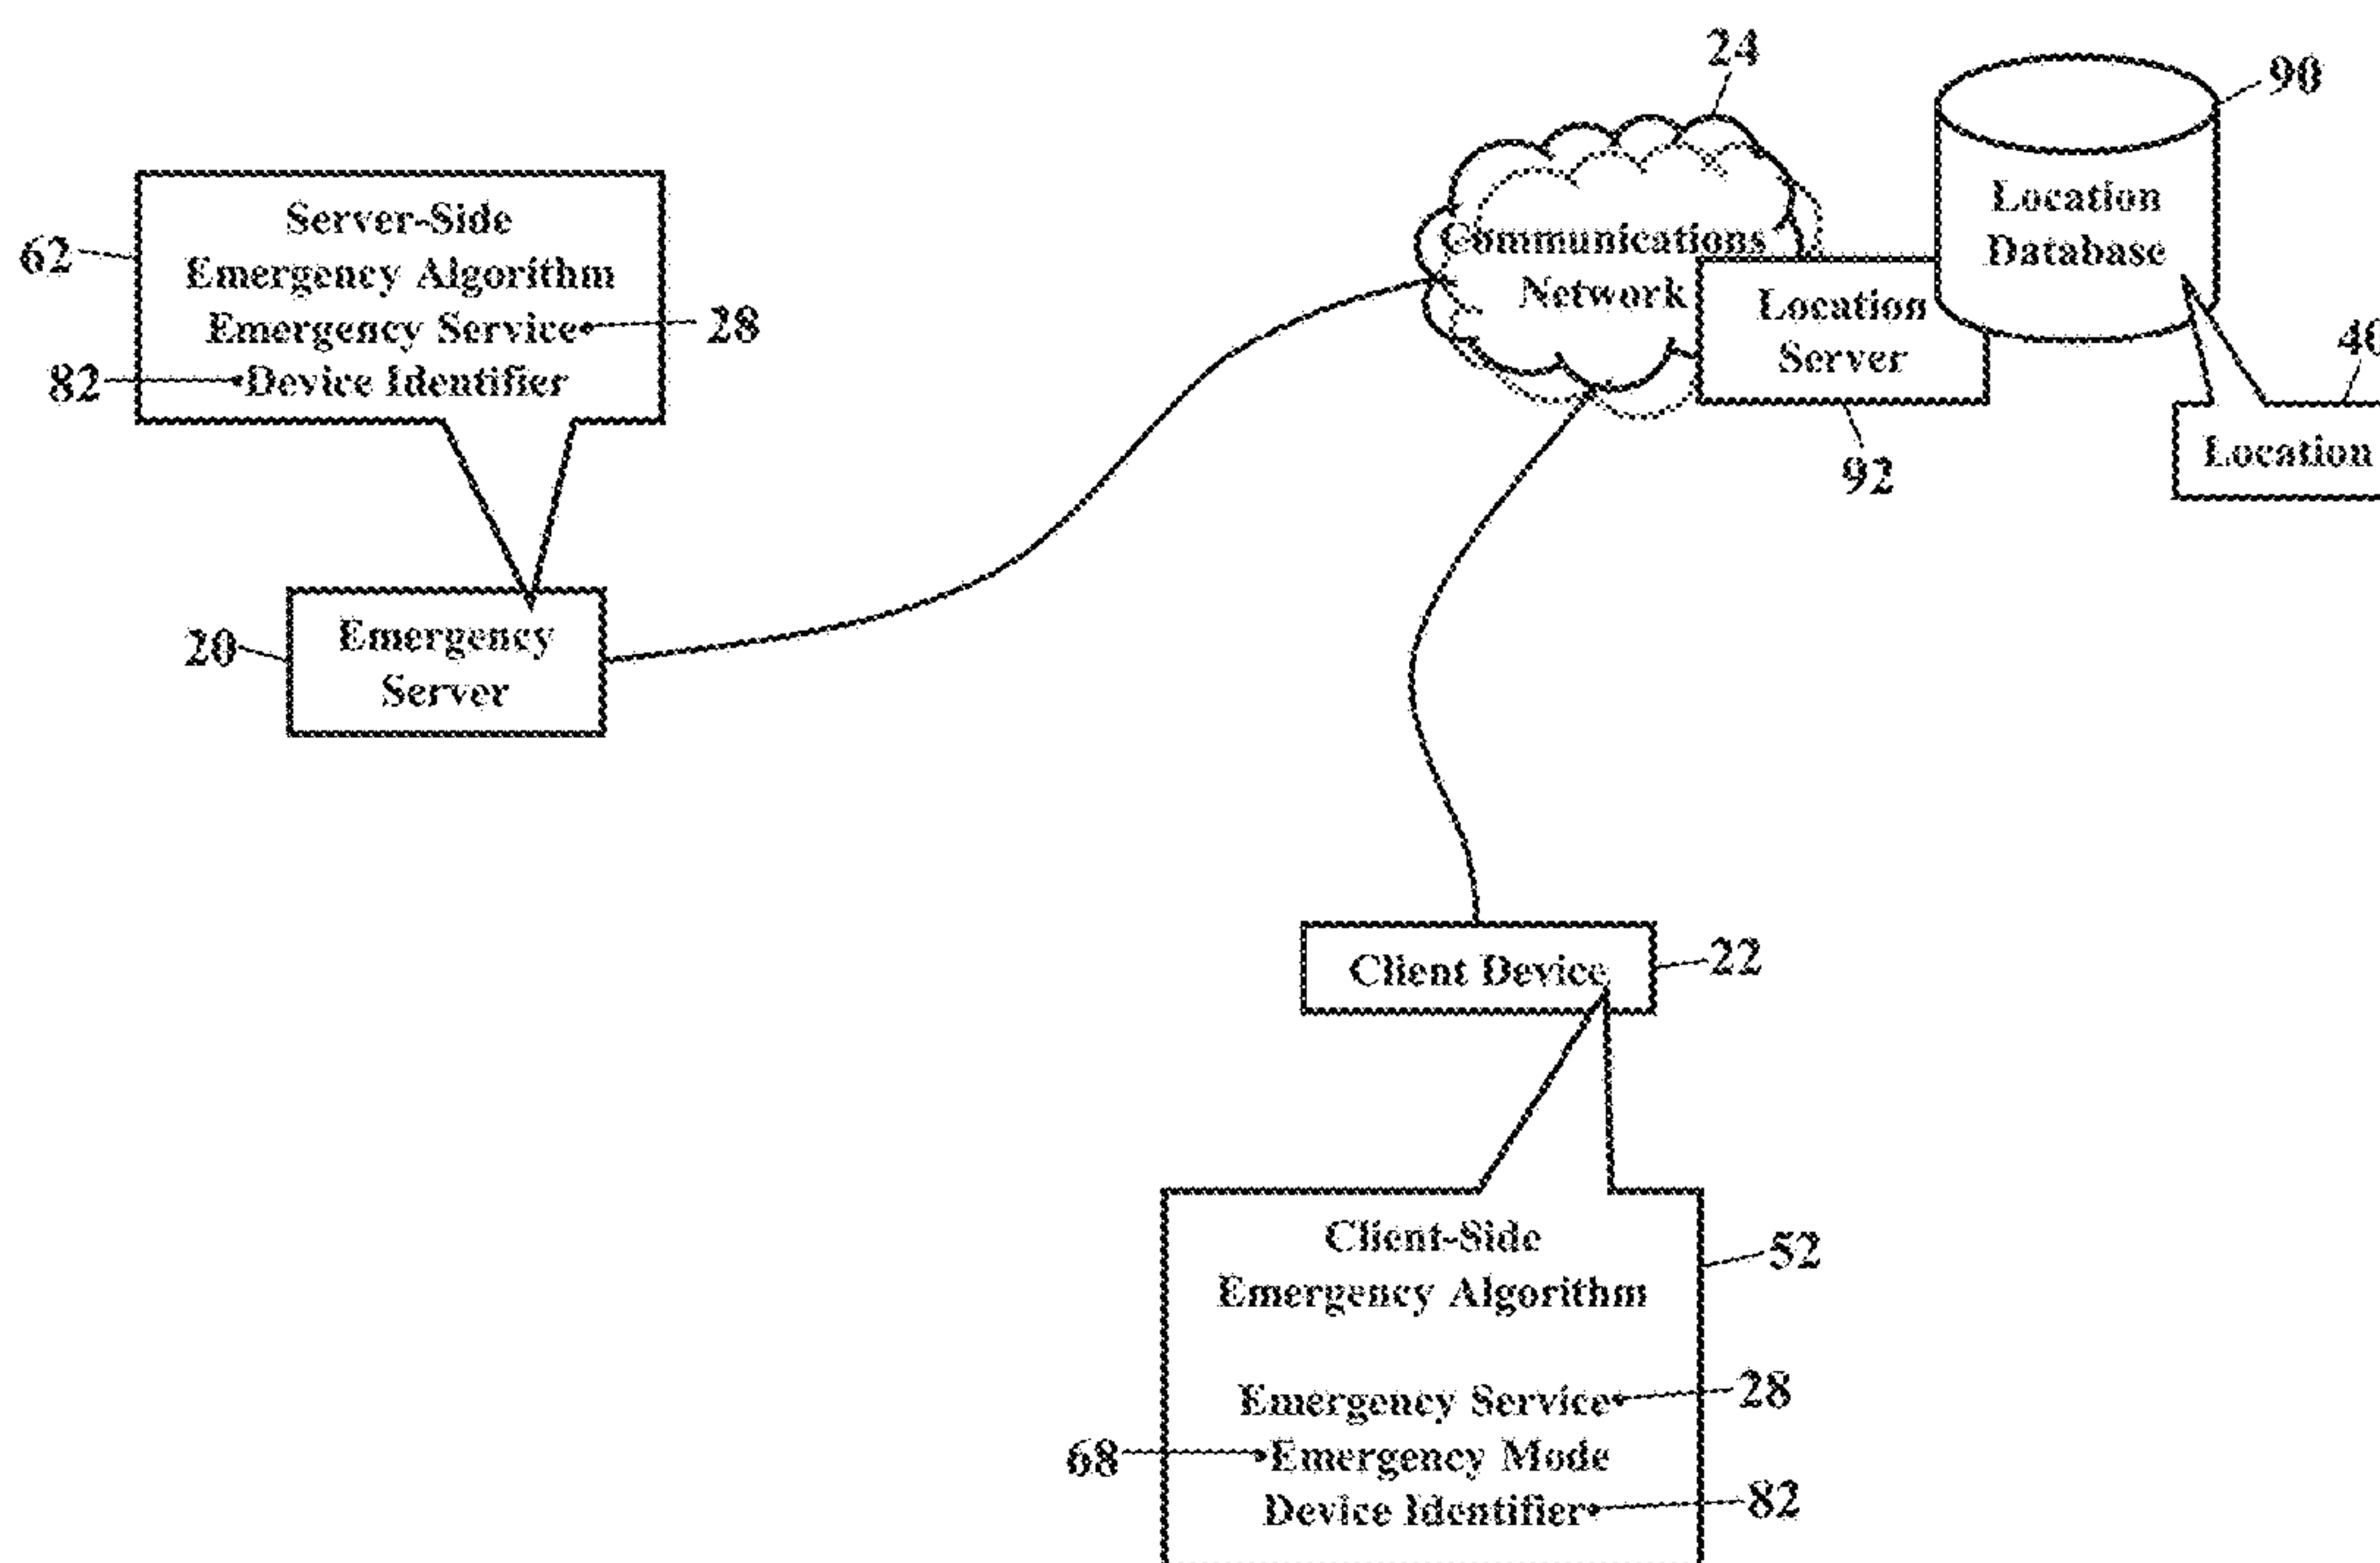 24
90
Server-Side
Emergency Algorithm
Emergency Service
Device Identifier
62
28
82
Communications
Network
Location
Database
Location
Server
40
Location
92
20
Emergency
Server
Client Device
22
Client-Side
Emergency Algorithm
52
Emergency Service
28
68
Emergency Mode
Device Identifier
82